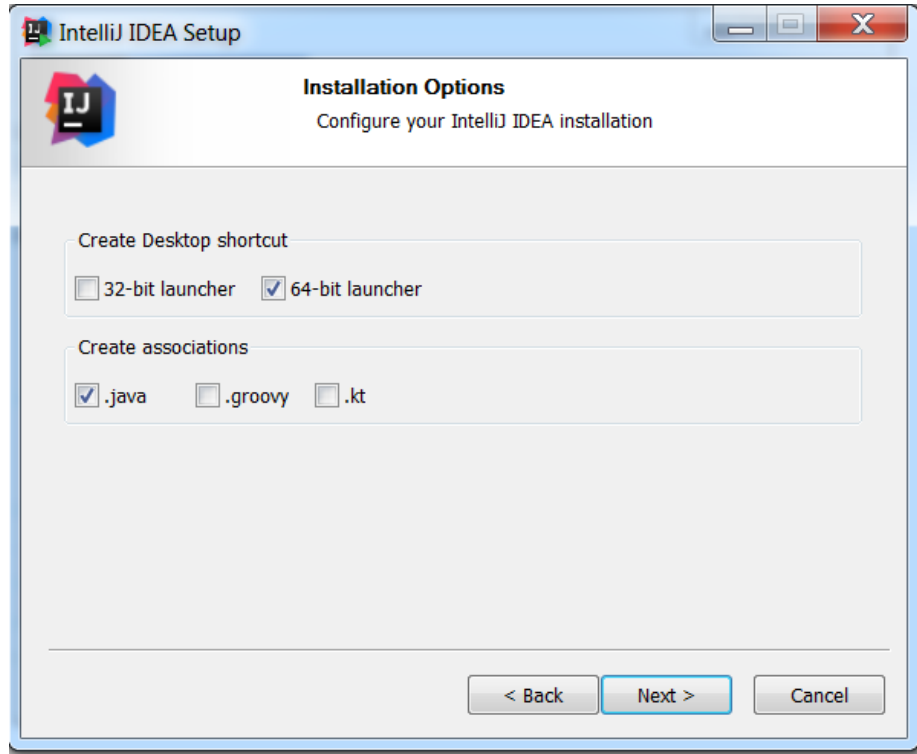 IntelliJ IDEA Setup
IJ
Installation Options
Configure your IntelliJ IDEA installation
Create Desktop shortcut
32-bit launcher 64-bit launcher
Create associations
.java .groovy .kt
< Back Next > Cancel